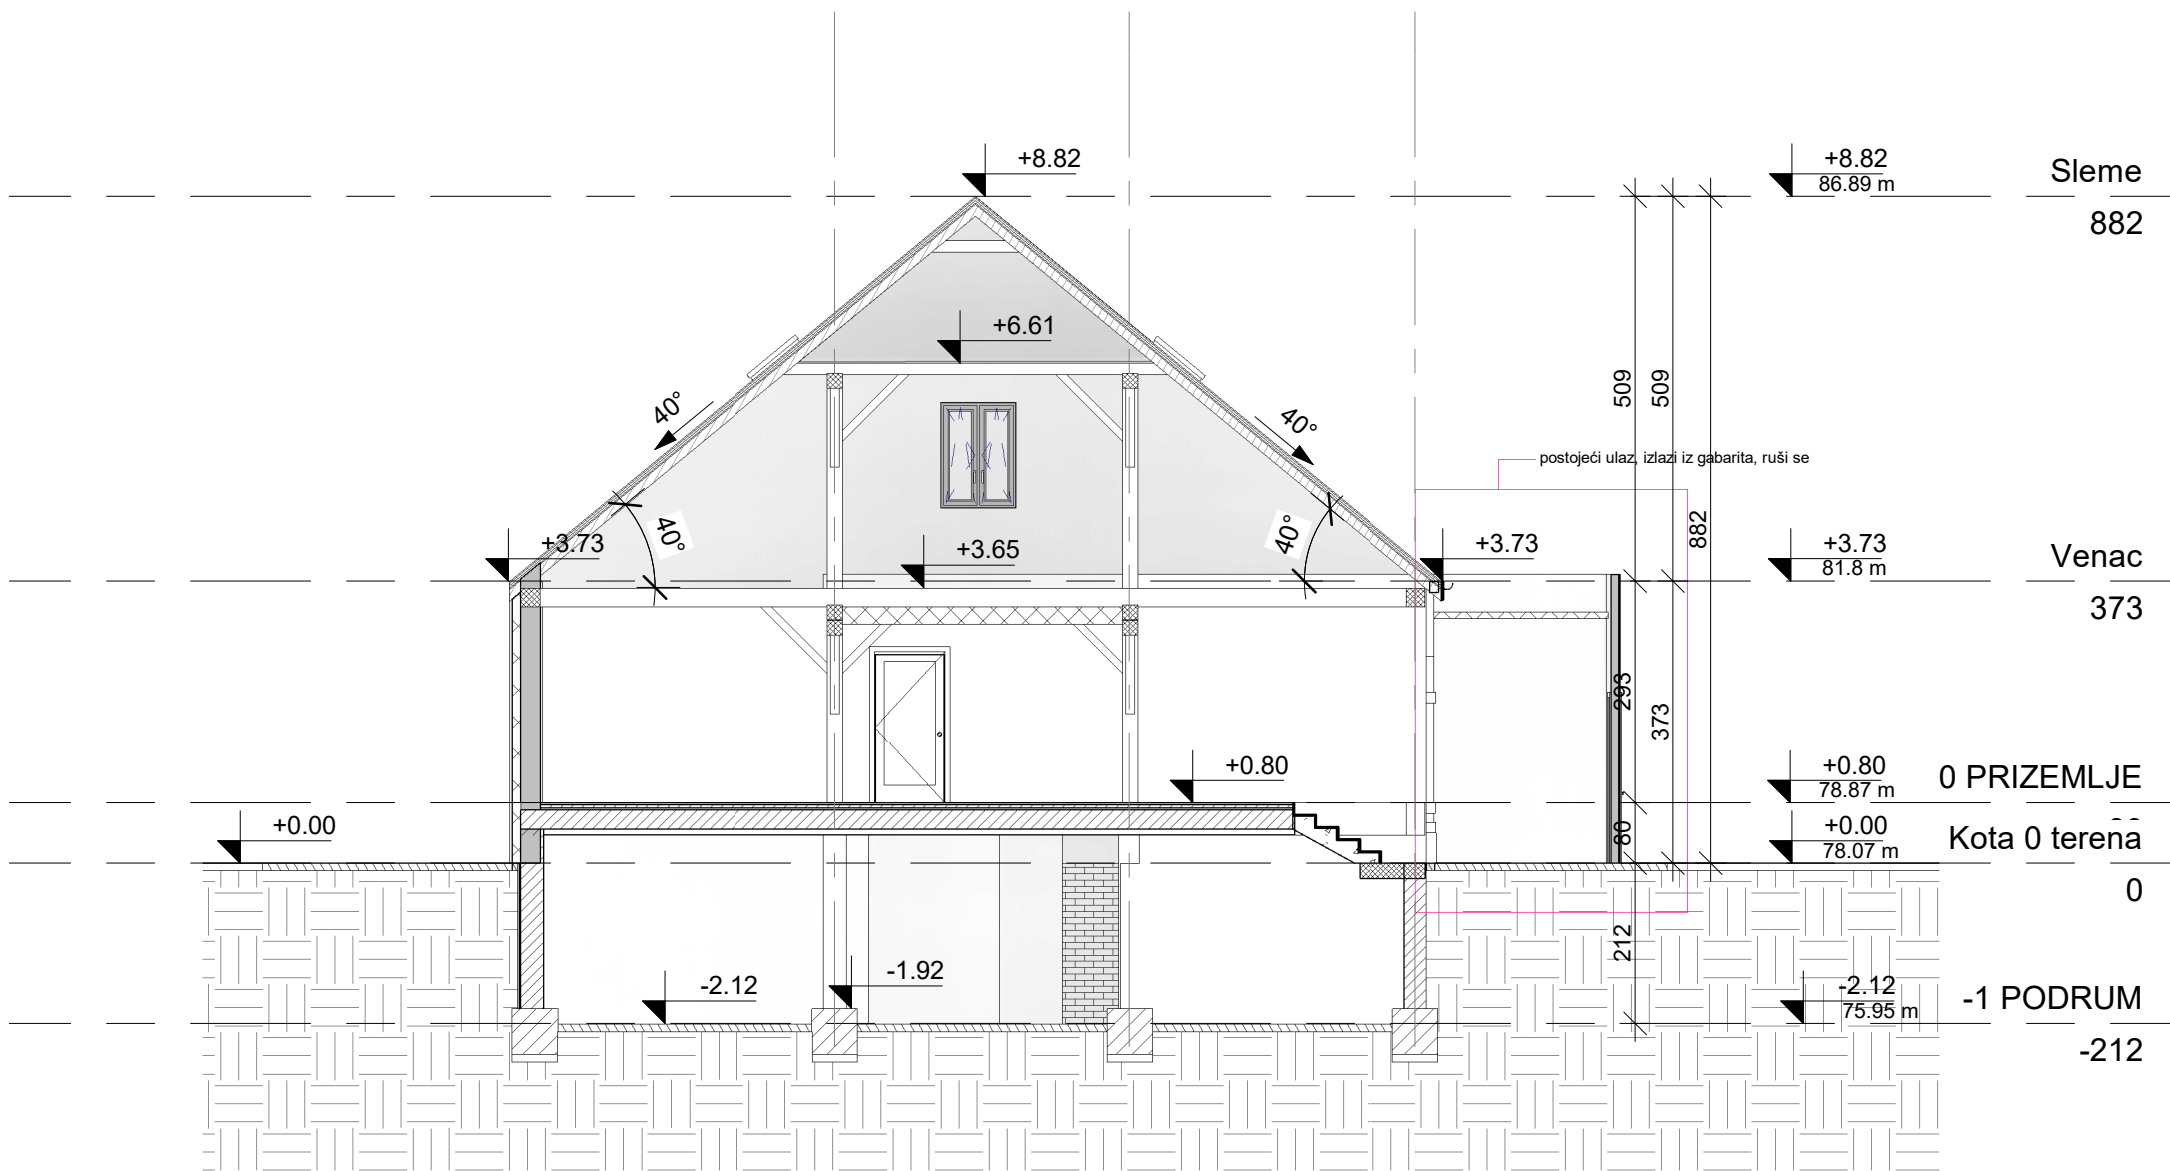 +8.82
+8.82
86.89 m
Sleme
882
+6.61
40°
40°
509
509
postojeći ulaz, izlazi iz gabarita, ruši se
40°
40°
882
+3.73
+3.65
+3.73
+3.73
81.8 m
Venac
373
293
373
+0.80
+0.80
78.87 m
0 PRIZEMLJE
+0.00
80
+0.00
78.07 m
Kota 0 terena
0
212
-2.12
-1.92
-2.12
75.95 m
-1 PODRUM
-212